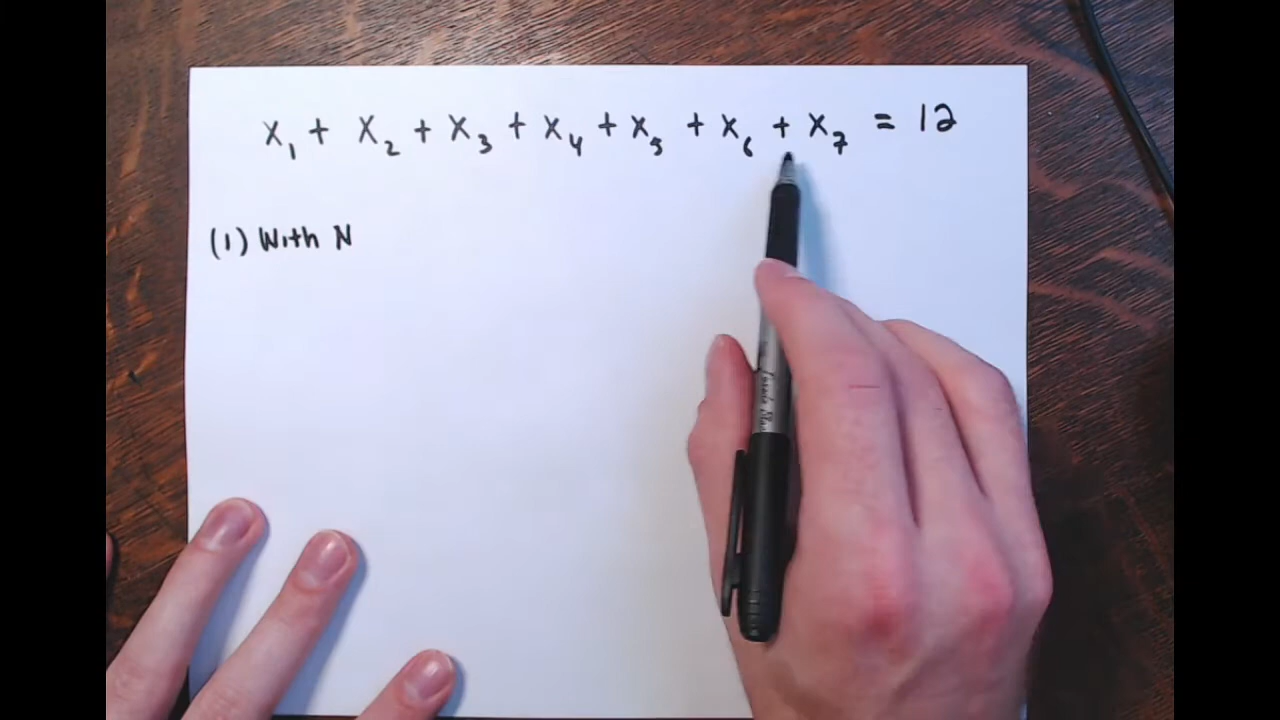 x₁ + x₂ + x₃ + x₄ + x₅ + x₆ + x₇ = 12
(1) With N